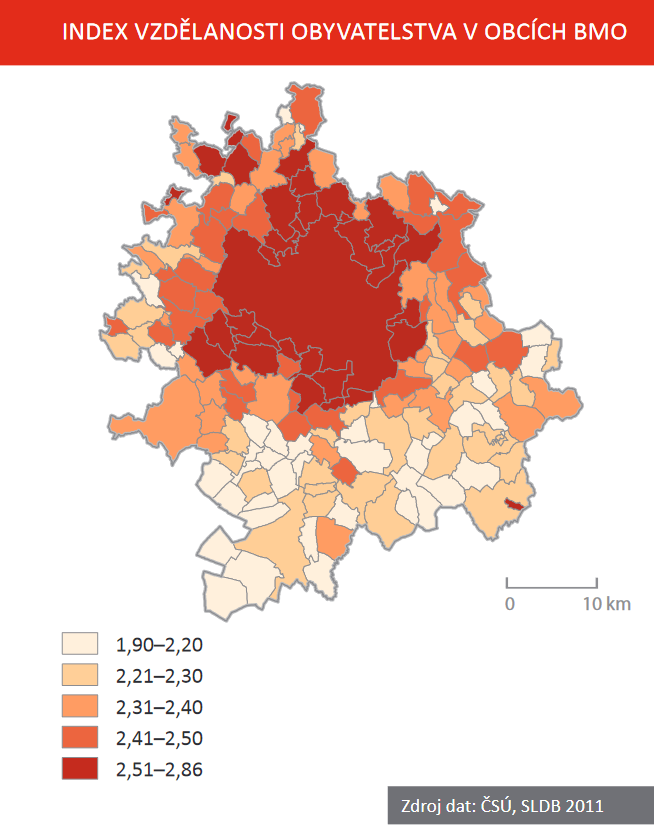 INDEX VZDĚLANOSTI OBYVATELSTVA V OBCÍCH BMO
0 10 km
1,90–2,20
2,21–2,30
2,31–2,40
2,41–2,50
2,51–2,86
Zdroj dat: ČSÚ, SLDB 2011